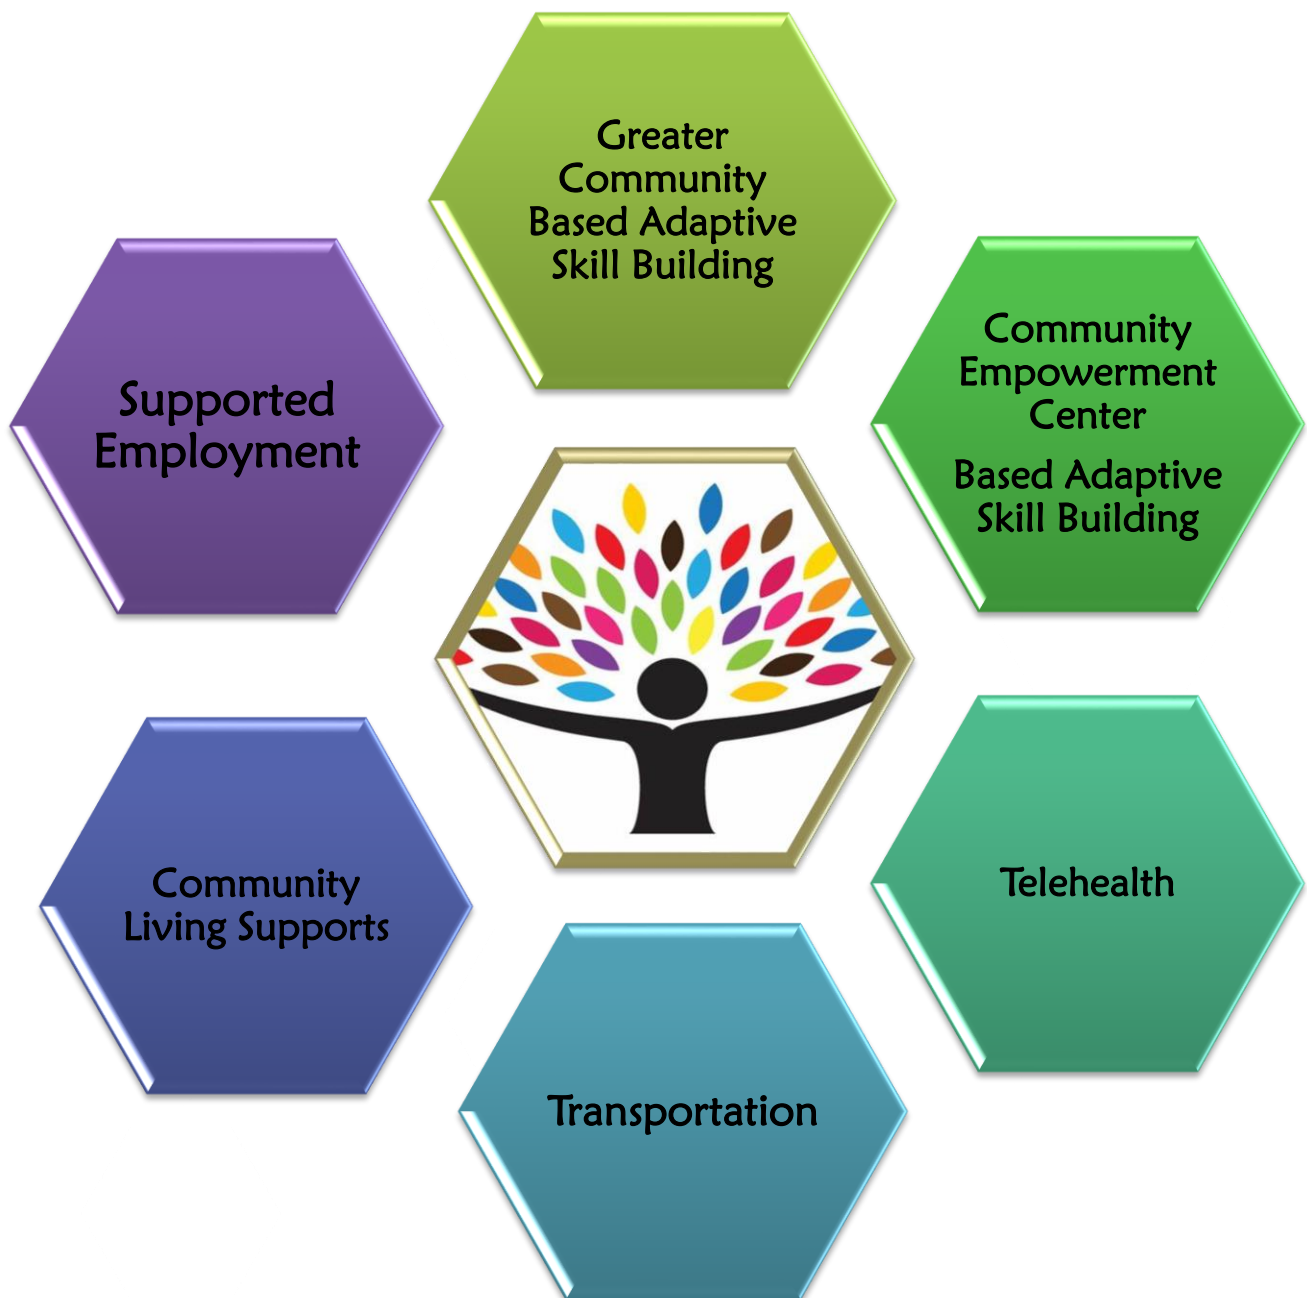 Greater
Community
Based Adaptive
Skill Building
Community
Empowerment
Center
Based Adaptive
Skill Building
Telehealth
Transportation
Community
Living Supports
Supported
Employment